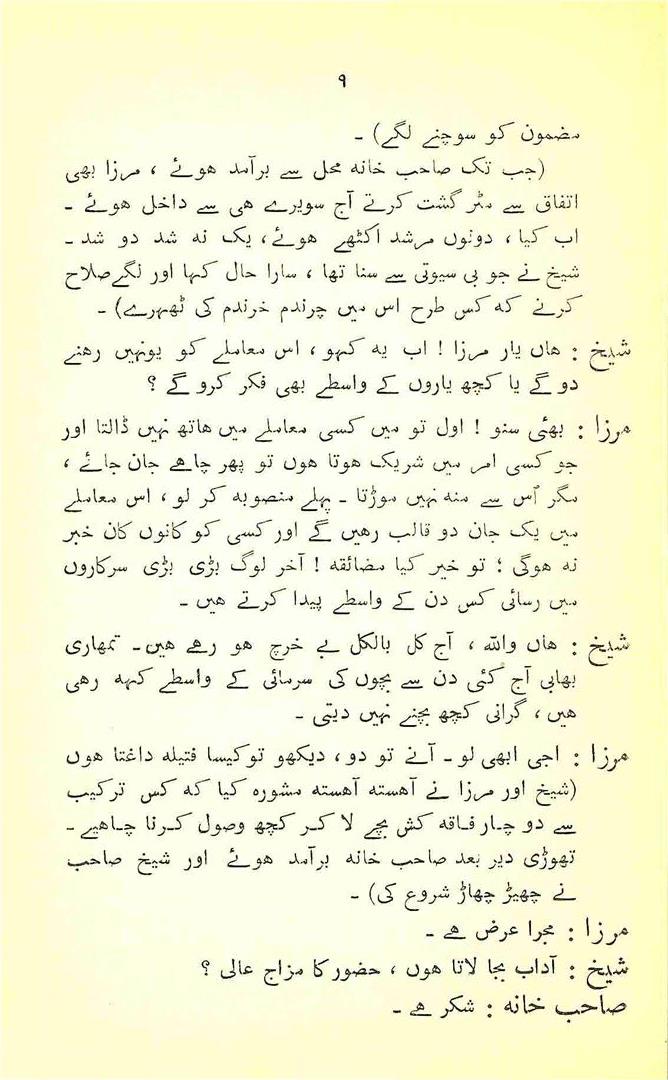 ۹
مضمون کو سوچنے لگے) ۔
(جب تک صاحب خانہ محل سے برآمد ہوئے ، مرزا بھی
اتفاق سے مٹر گشت کرتے آج سویرے ہی سے داخل ہوئے ۔
اب کیا ، دونوں مرشد اکٹھے ہوئے، یک نہ شد دو شد ۔
شیخ نے جو بی سیوتی سے سنا تھا ، سارا حال کہا اور لگے صلاح
کرنے کہ کس طرح اس میں چرندم خرندم کی ٹھہرے) ۔
شیخ : ہاں یار مرزا ! اب یہ کہو ، اس معاملے کو یونہیں رہنے
دو گے یا کچھ یاروں کے واسطے بھی فکر کرو گے ؟
مرزا : بھئی سنو ! اول تو میں کسی معاملے میں ہاتھ نہیں ڈالتا اور
جو کسی امر میں شریک ہوتا ہوں تو پھر چاہے جان جائے ،
مگر اُس سے منہ نہیں موڑتا ۔ پہلے منصوبہ کر لو ، اس معاملے
میں یک جان دو قالب رہیں گے اور کسی کو کانوں کان خبر
نہ ہوگی ؛ تو خیر کیا مضائقہ ! آخر لوگ بڑی بڑی سرکاروں
میں رسائی کس دن کے واسطے پیدا کرتے ہیں ۔
شیخ : ہاں واللہ ، آج کل بالکل بے خرچ ہو رہے ہیں ۔ تمھاری
بھابی آج کئی دن سے بچوں کی سرمائی کے واسطے کہہ رہی
ہیں ، گرانی کچھ بچنے نہیں دیتی ۔
مرزا : اجی ابھی لو ۔ آنے تو دو ، دیکھو تو کیسا فتیلہ داغتا ہوں
(شیخ اور مرزا نے آہستہ آہستہ مشورہ کیا کہ کس ترکیب
سے دو چار فاقہ کش بچے لا کر کچھ وصول کرنا چاہیے ۔
تھوڑی دیر بعد صاحب خانہ برآمد ہوئے اور شیخ صاحب
نے چھیڑ چھاڑ شروع کی) ۔
مرزا : مجرا عرض ہے ۔
شیخ : آداب بجا لاتا ہوں ، حضور کا مزاج عالی ؟
صاحب خانہ : شکر ہے ۔